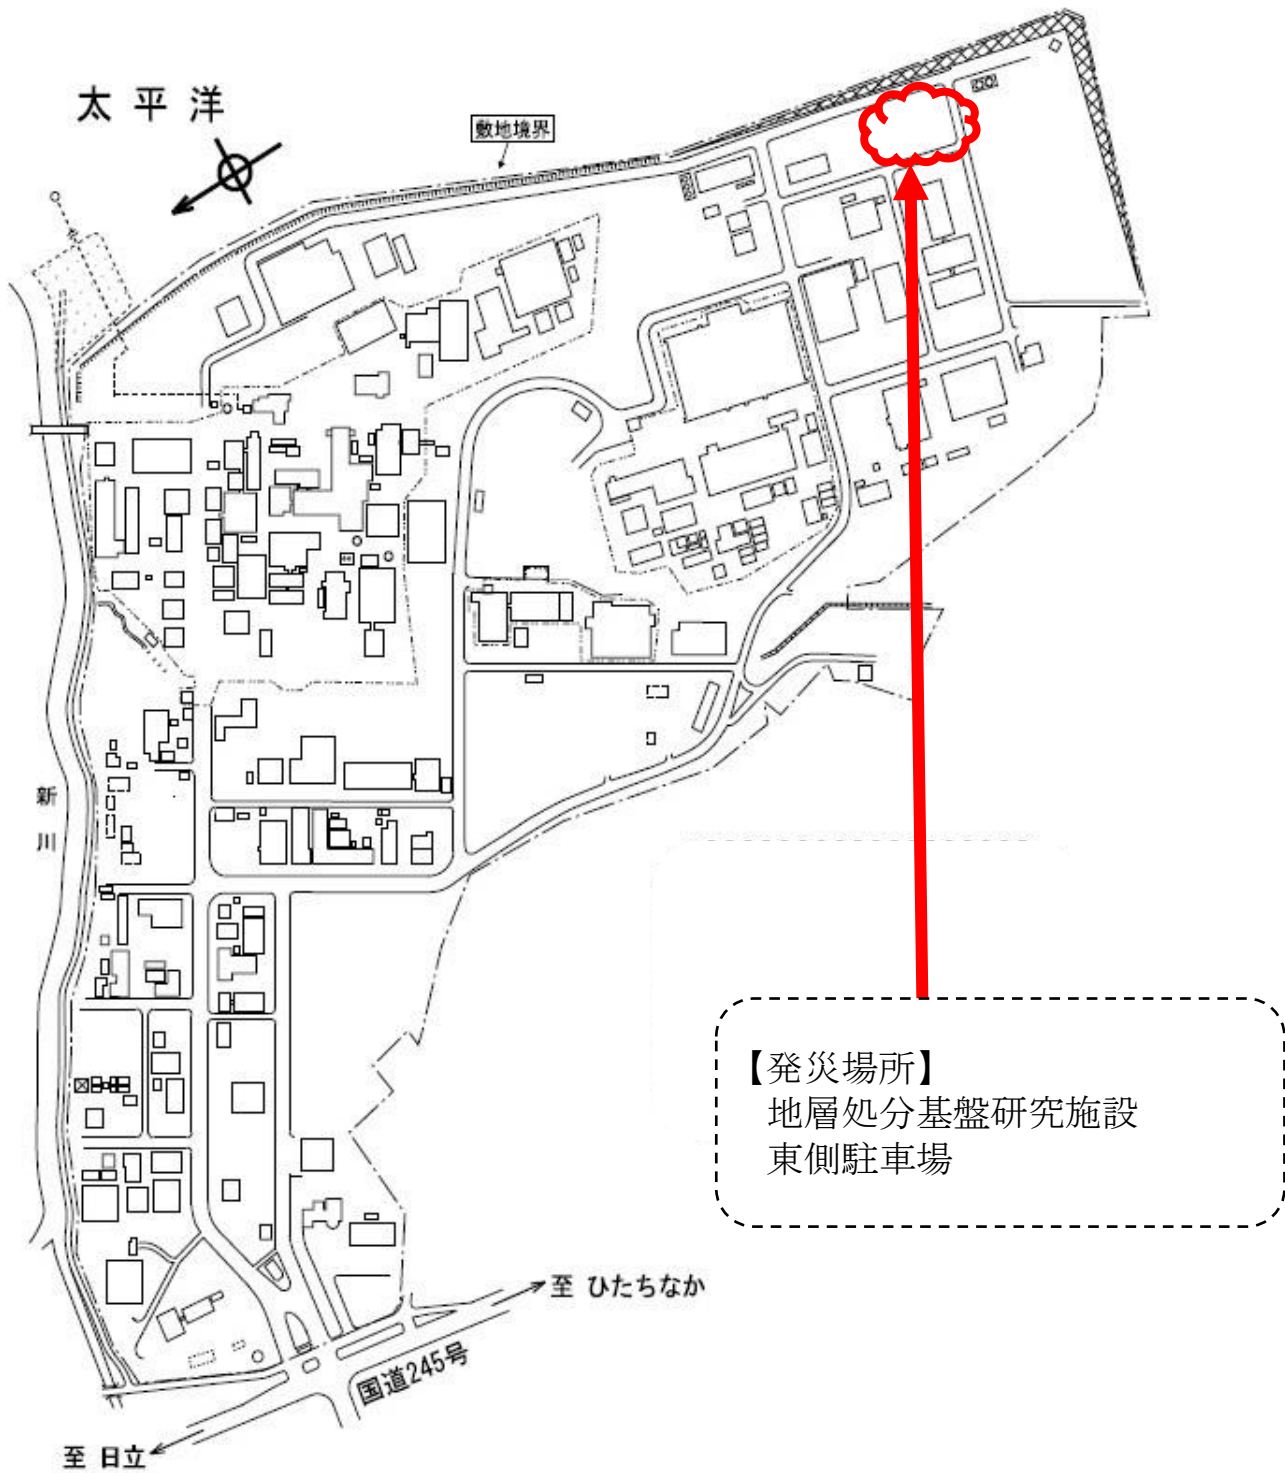 太平洋
敷地境界
新川
【発災場所】
地層処分基盤研究施設
東側駐車場
至 ひたちなか
国道245号
至 日立